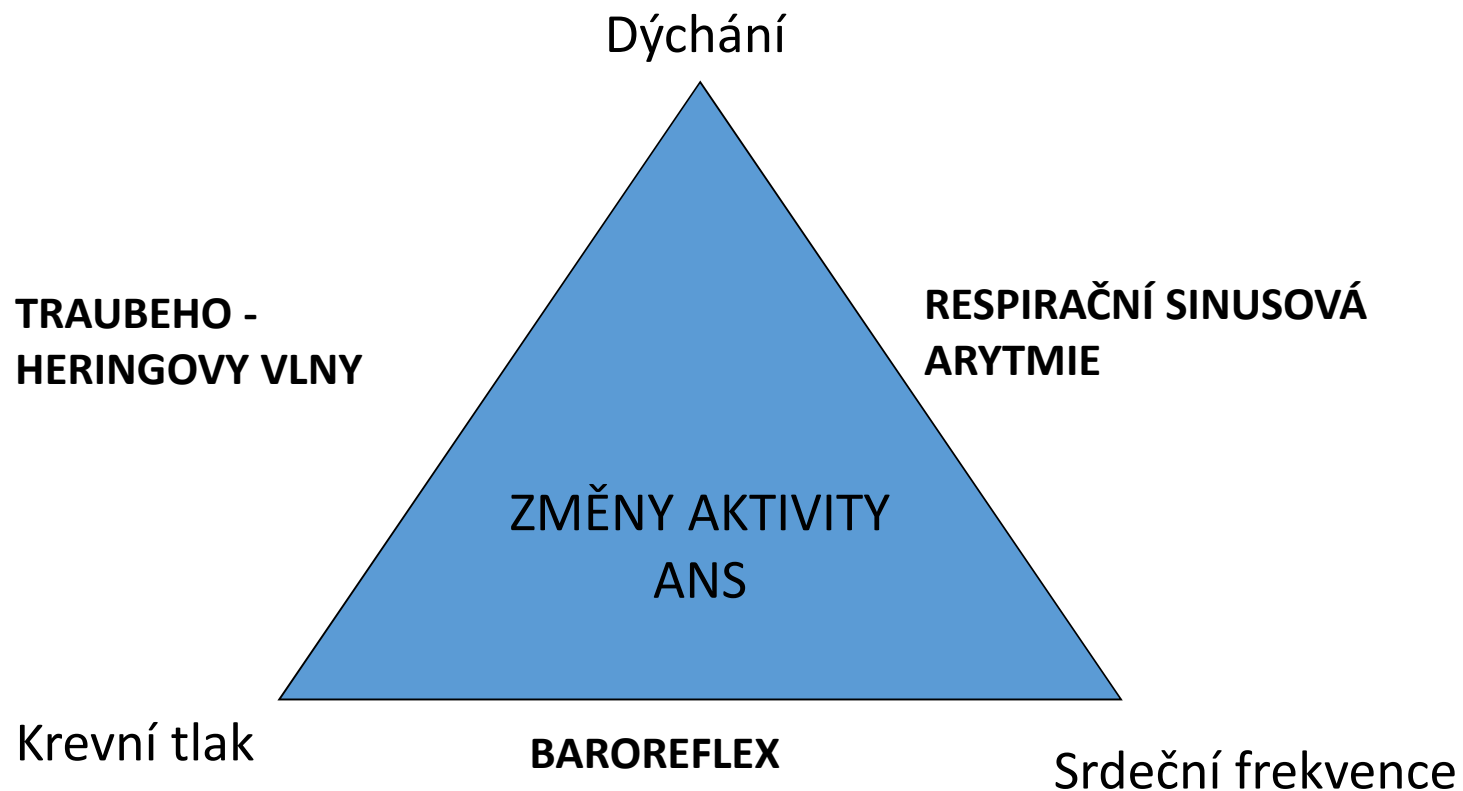 Dýchání
TRAUBEHO -
HERINGOVY VLNY
RESPIRAČNÍ SINUSOVÁ
ARYTMIE
ZMĚNY AKTIVITY
ANS
Krevní tlak
BAROREFLEX
Srdeční frekvence